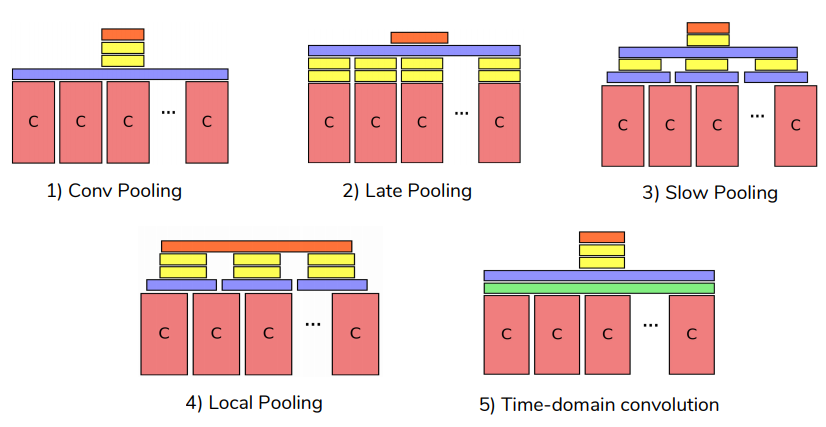 C C C ... C
1) Conv Pooling
C C C ... C
2) Late Pooling
C C C ... C
3) Slow Pooling
C C C ... C
4) Local Pooling
C C C ... C
5) Time-domain convolution